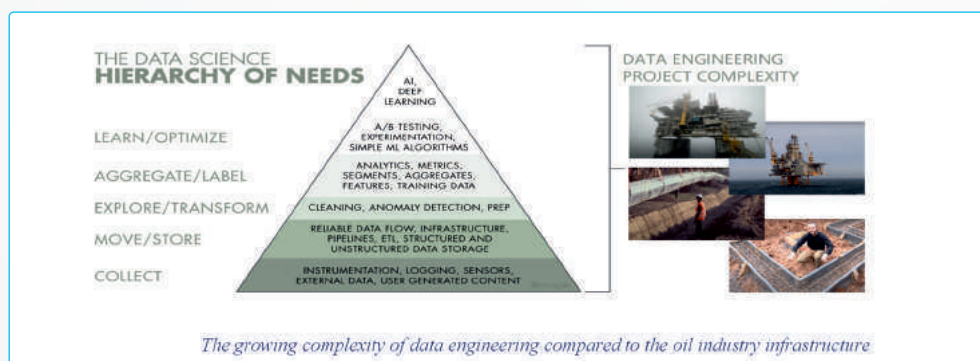 THE DATA SCIENCE
HIERARCHY OF NEEDS
AI,
DEEP
LEARNING
LEARN/OPTIMIZE
A/B TESTING,
EXPERIMENTATION,
SIMPLE ML ALGORITHMS
AGGREGATE/LABEL
ANALYTICS, METRICS,
SEGMENTS, AGGREGATES,
FEATURES, TRAINING DATA
EXPLORE/TRANSFORM
CLEANING, ANOMALY DETECTION, PREP
MOVE/STORE
RELIABLE DATA FLOW, INFRASTRUCTURE,
PIPELINES, ETL, STRUCTURED AND
UNSTRUCTURED DATA STORAGE
COLLECT
INSTRUMENTATION, LOGGING, SENSORS,
EXTERNAL DATA, USER GENERATED CONTENT
DATA ENGINEERING
PROJECT COMPLEXITY
The growing complexity of data engineering compared to the oil industry infrastructure